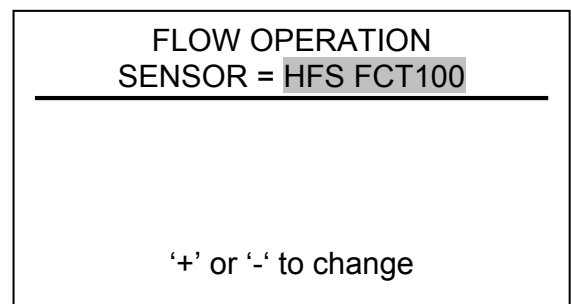 FLOW OPERATION
SENSOR = HFS FCT100
‘+’ or ‘-‘ to change